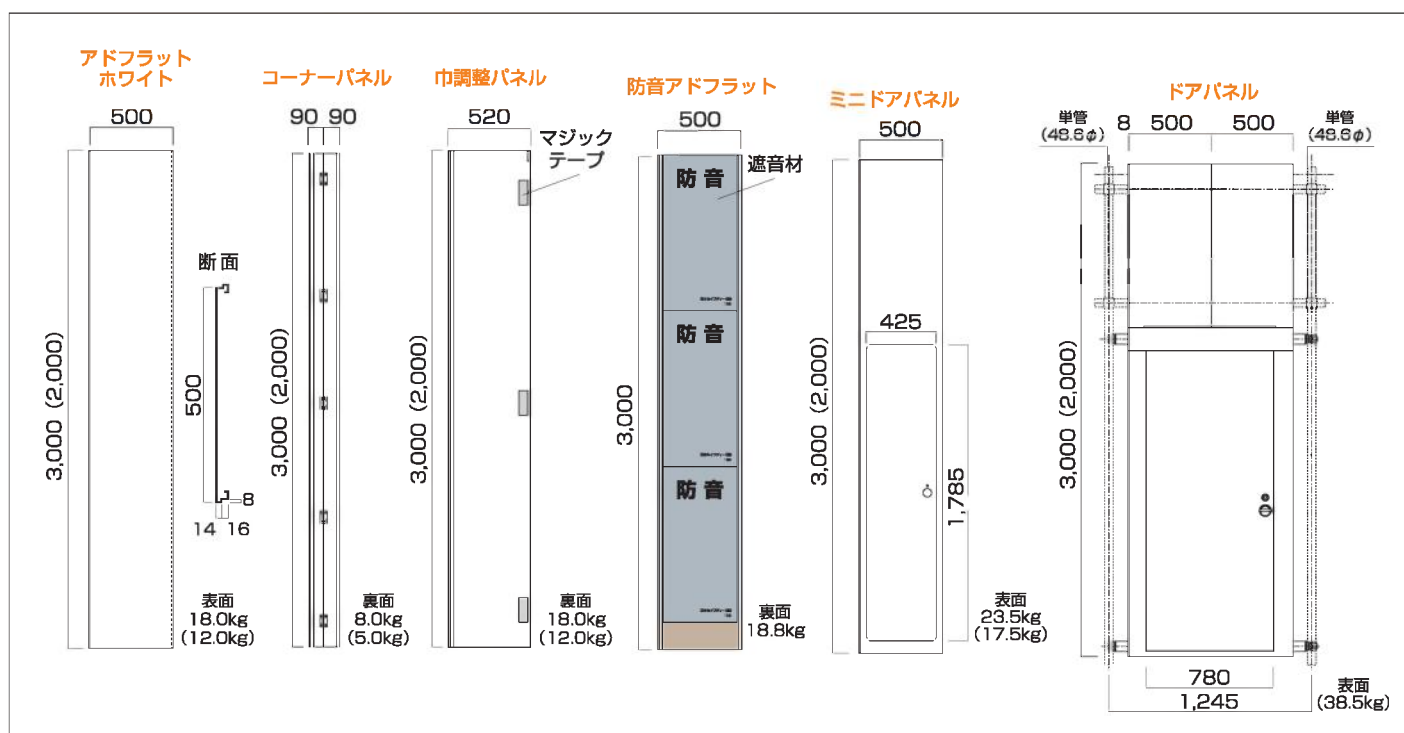 アドフラット
ホワイト
500
3,000 (2,000)
断面
500
8
14 16
表面
18.0kg
(12.0kg)
コーナーパネル
90 90
3,000 (2,000)
裏面
8.0kg
(5.0kg)
巾調整パネル
520
マジック
テープ
3,000 (2,000)
裏面
18.0kg
(12.0kg)
防音アドフラット
500
遮音材
防音
防音
防音
3,000
裏面
18.8kg
ミニドアパネル
500
425
3,000 (2,000)
1,785
表面
23.5kg
(17.5kg)
ドアパネル
単管
(48.6φ)
8 500 500
単管
(48.6φ)
3,000 (2,000)
780
1,245
表面
(38.5kg)